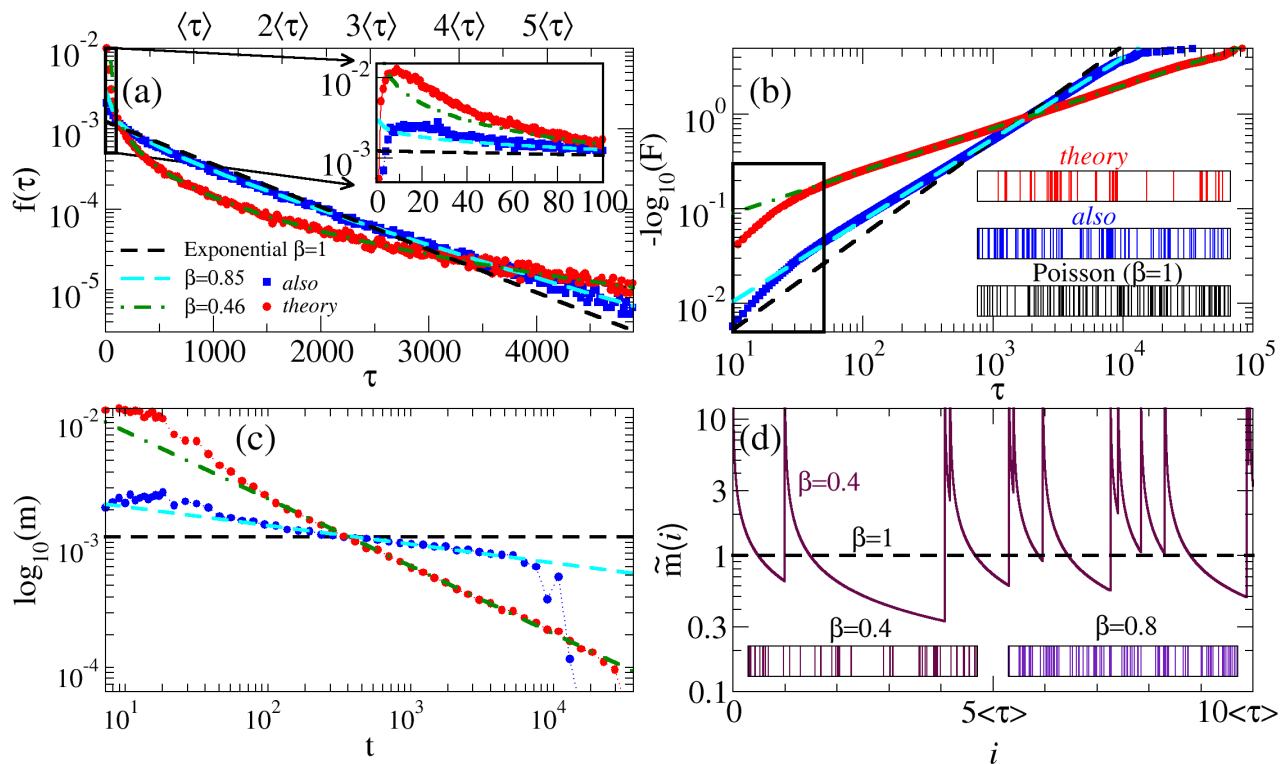 ⟨τ⟩ 2⟨τ⟩ 3⟨τ⟩ 4⟨τ⟩ 5⟨τ⟩
(a)
f(τ)
10⁻²
10⁻³
10⁻⁴
10⁻⁵
0 1000 2000 3000 4000
τ
10⁻²
10⁻³
0 20 40 60 80 100
Exponential β=1
β=0.85
β=0.46
also
theory
(b)
-log₁₀(F)
10⁰
10⁻¹
10⁻²
10¹ 10² 10³ 10⁴ 10⁵
τ
theory
also
Poisson (β=1)
(c)
log₁₀(m)
10⁻²
10⁻³
10⁻⁴
10¹ 10² 10³ 10⁴
t
(d)
m̃(i)
10
3
1
0.3
0.1
β=0.4
β=1
β=0.4 β=0.8
0 5<τ> 10<τ>
i